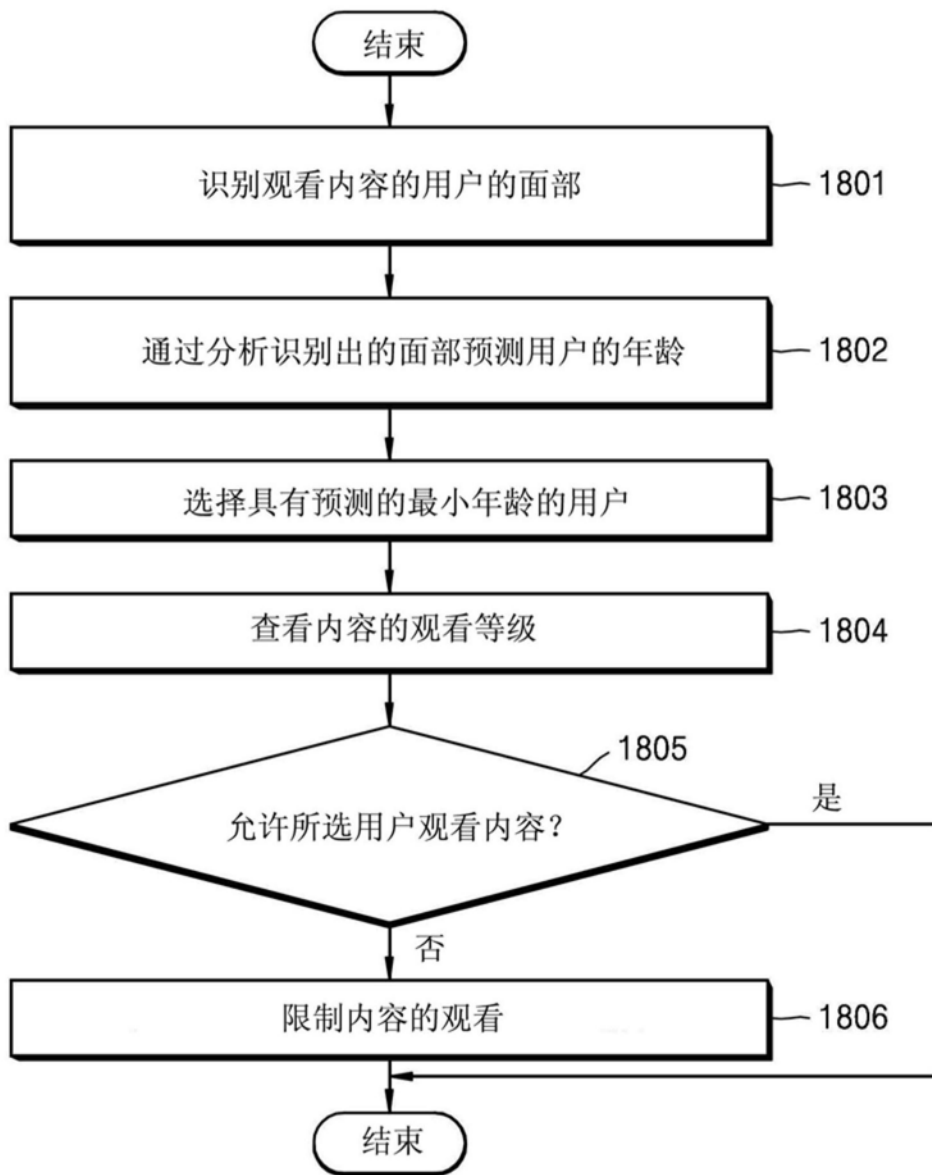 结束
识别观看内容的用户的面部
1801
通过分析识别出的面部预测用户的年龄
1802
选择具有预测的最小年龄的用户
1803
查看内容的观看等级
1804
1805
允许所选用户观看内容?
是
否
限制内容的观看
1806
结束